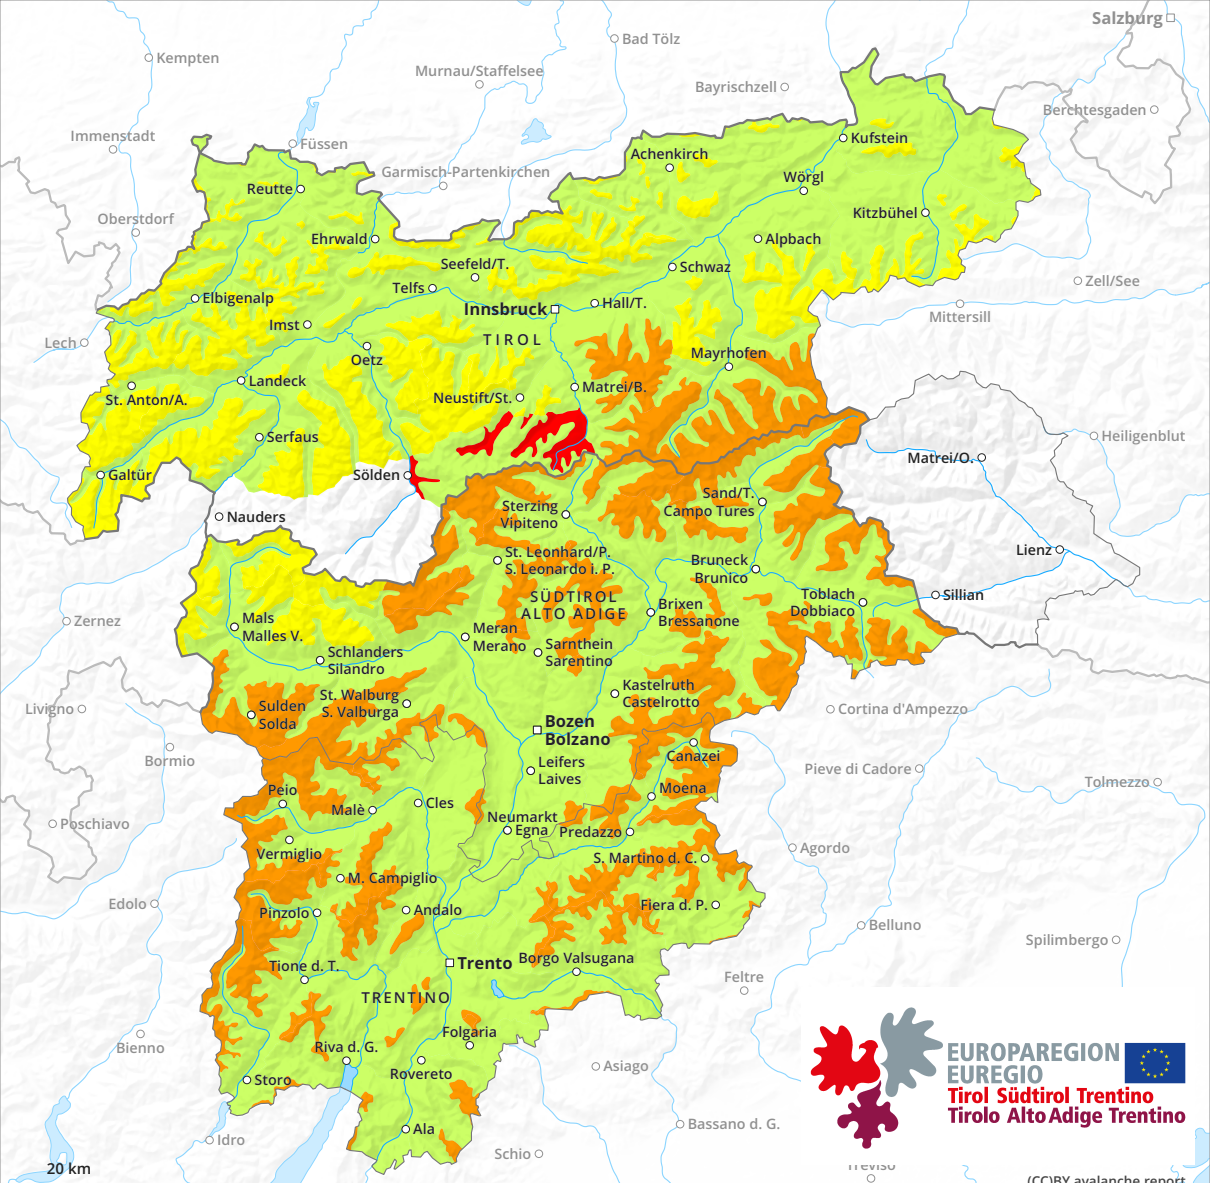 Salzburg
Bad Tölz
Kempten
Murnau/Staffelsee
Bayrischzell
Berchtesgaden
Immenstadt
Füssen
Kufstein
Achenkirch
Garmisch-Partenkirchen
Wörgl
Reutte
Oberstdorf
Kitzbühel
Ehrwald
Alpbach
Seefeld/T.
Schwaz
Zell/See
Telfs
Elbigenalp
Hall/T.
Innsbruck
Mittersill
Imst
TIROL
Lech
Oetz
Mayrhofen
Landeck
Matrei/B.
St. Anton/A.
Neustift/St.
Serfaus
Heiligenblut
Matrei/O.
Galtür
Sölden
Sand/T.
Campo Tures
Sterzing
Vipiteno
Nauders
Lienz
St. Leonhard/P.
S. Leonardo i. P.
Bruneck
Brunico
SÜDTIROL
ALTO ADIGE
Toblach
Dobbiaco
Sillian
Brixen
Bressanone
Zernez
Mals
Malles V.
Meran
Merano
Sarnthein
Sarentino
Schlanders
Silandro
Kastelruth
Castelrotto
St. Walburg
S. Valburga
Livigno
Sulden
Solda
Cortina d'Ampezzo
Bozen
Bolzano
Bormio
Canazei
Leifers
Laives
Pieve di Cadore
Tolmezzo
Peio
Moena
Malè
Cles
Neumarkt
Egna
Predazzo
Poschiavo
Vermiglio
S. Martino d. C.
Agordo
M. Campiglio
Edolo
Pinzolo
Andalo
Fiera d. P.
Belluno
Spilimbergo
Tione d. T.
Trento
Borgo Valsugana
Feltre
TRENTINO
Folgaria
Bienno
Riva d. G.
Rovereto
Asiago
Storo
EUROPAREGION
EUREGIO
Tirol Südtirol Trentino
Tirolo Alto Adige Trentino
Ala
Bassano d. G.
Idro
Schio
20 km
Treviso
(CC)BY avalanche.report